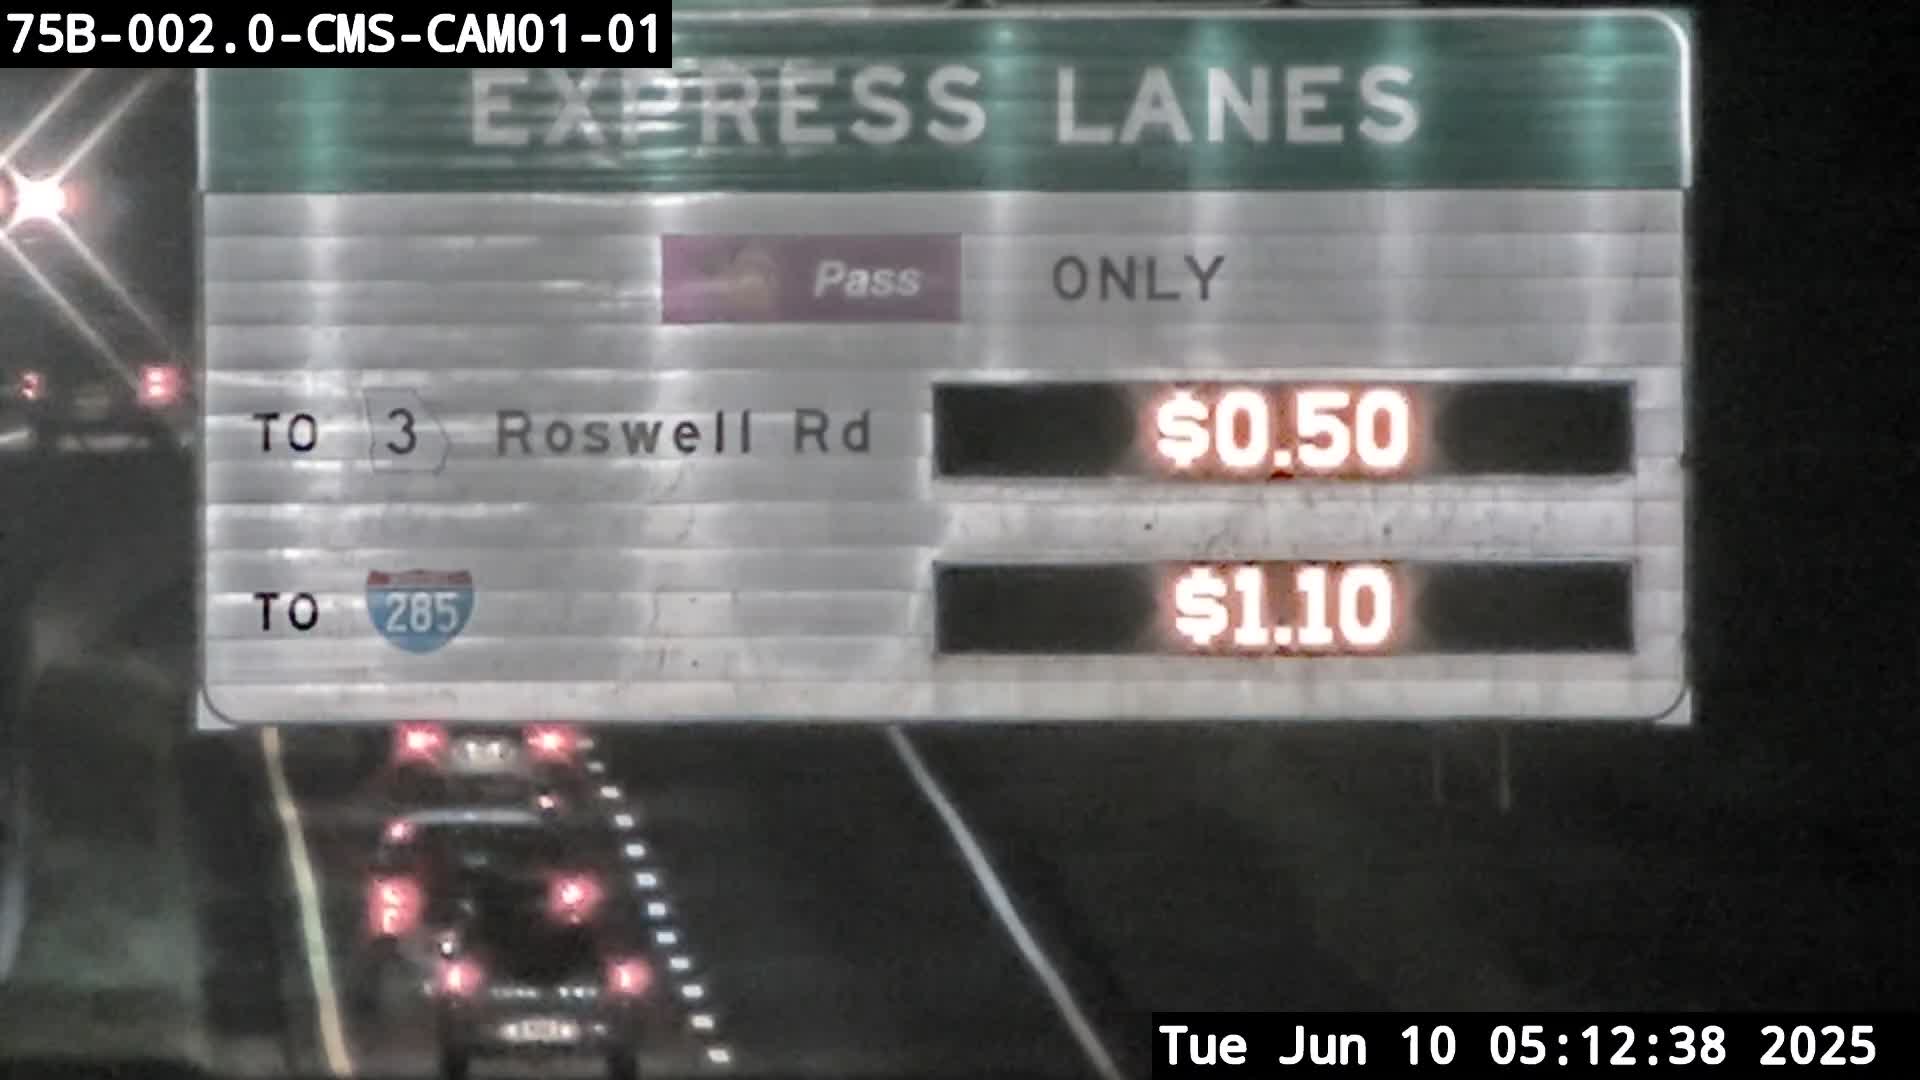 75B-002.0-CMS-CAM01-01
EXPRESS LANES
Pass ONLY
TO 3 Roswell Rd $0.50
TO 285 $1.10
Tue Jun 10 05:12:38 2025